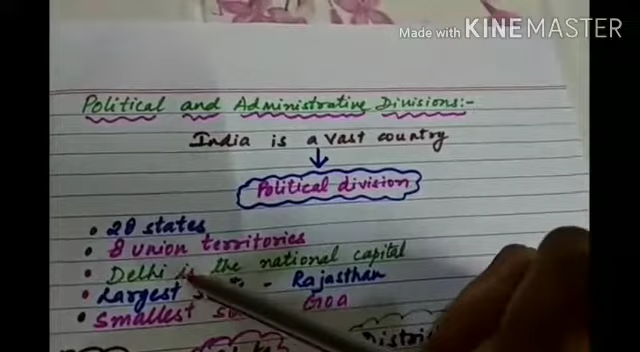 Made with KINEMASTER
Political and Administrative Divisions:-
India is a vast country
Political division
• 28 states
• 8 union territories
• Delhi is the national capital
• Largest - Rajasthan
• Smallest Goa